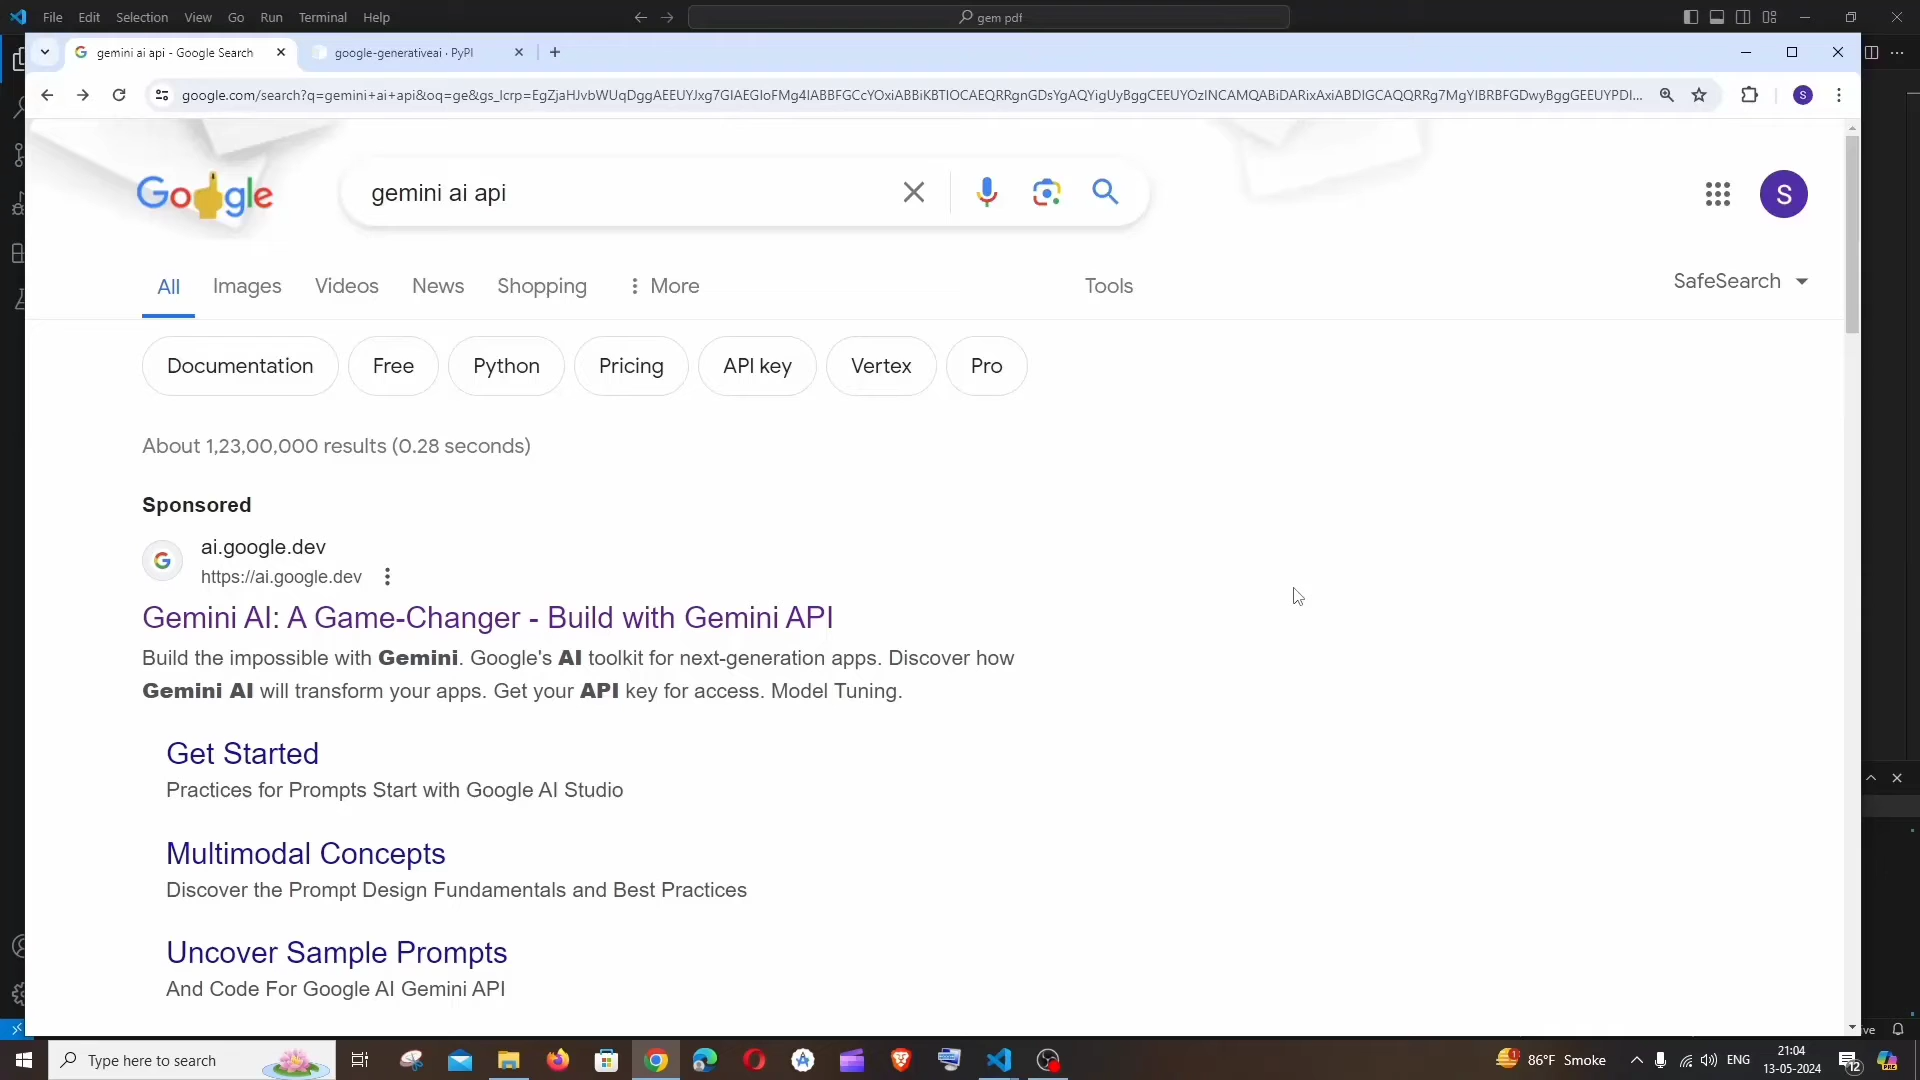 File Edit Selection View Go Run Terminal Help
gem pdf
gemini ai api - Google Search
google-generativeai · PyPI
google.com/search?q=gemini+ai+api&oq=ge&gs_lcrp=
Google
gemini ai api
S
All Images Videos News Shopping More Tools SafeSearch
Documentation Free Python Pricing API key Vertex Pro
About 1,23,00,000 results (0.28 seconds)
Sponsored
ai.google.dev
https://ai.google.dev
Gemini AI: A Game-Changer - Build with Gemini API
Build the impossible with Gemini. Google's AI toolkit for next-generation apps. Discover how
Gemini AI will transform your apps. Get your API key for access. Model Tuning.
Get Started
Practices for Prompts Start with Google AI Studio
Multimodal Concepts
Discover the Prompt Design Fundamentals and Best Practices
Uncover Sample Prompts
And Code For Google AI Gemini API
Type here to search
86°F Smoke
ENG
21:04
13-05-2024
12